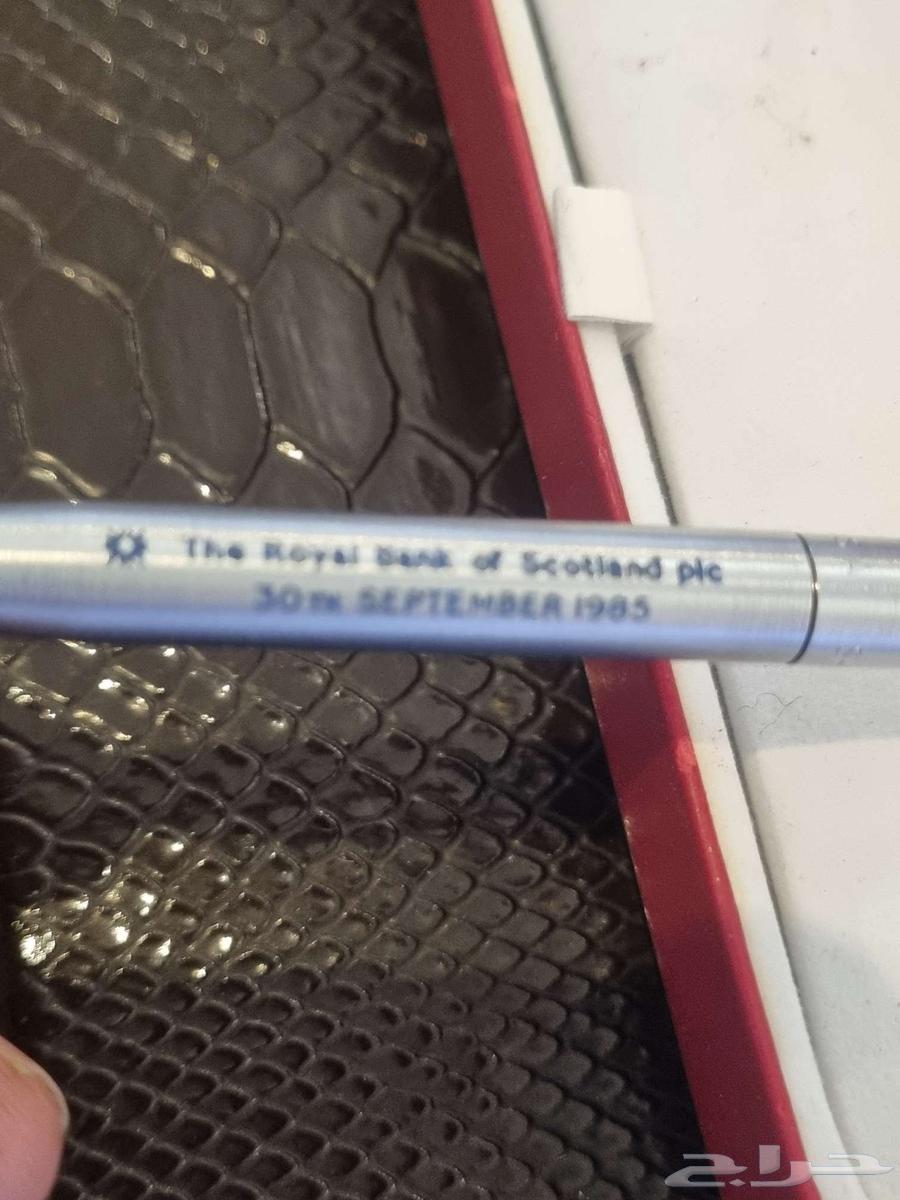 The Royal Bank of Scotland plc
30TH SEPTEMBER 1985
حراج